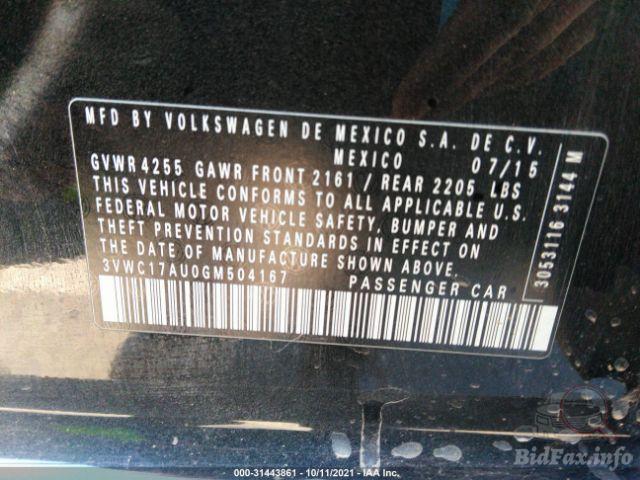 MFD BY VOLKSWAGEN DE MEXICO S.A. DE C.V.
MEXICO 07/15
GVWR 4255 GAWR FRONT 2161 / REAR 2205 LBS
THIS VEHICLE CONFORMS TO ALL APPLICABLE U.S.
FEDERAL MOTOR VEHICLE SAFETY, BUMPER AND
THEFT PREVENTION STANDARDS IN EFFECT ON
THE DATE OF MANUFACTURE SHOWN ABOVE.
3VWC17AU0GM504167 PASSENGER CAR
3053116 3144 M
BidFax.info
000-31443861 - 10/11/2021 - IAA Inc.